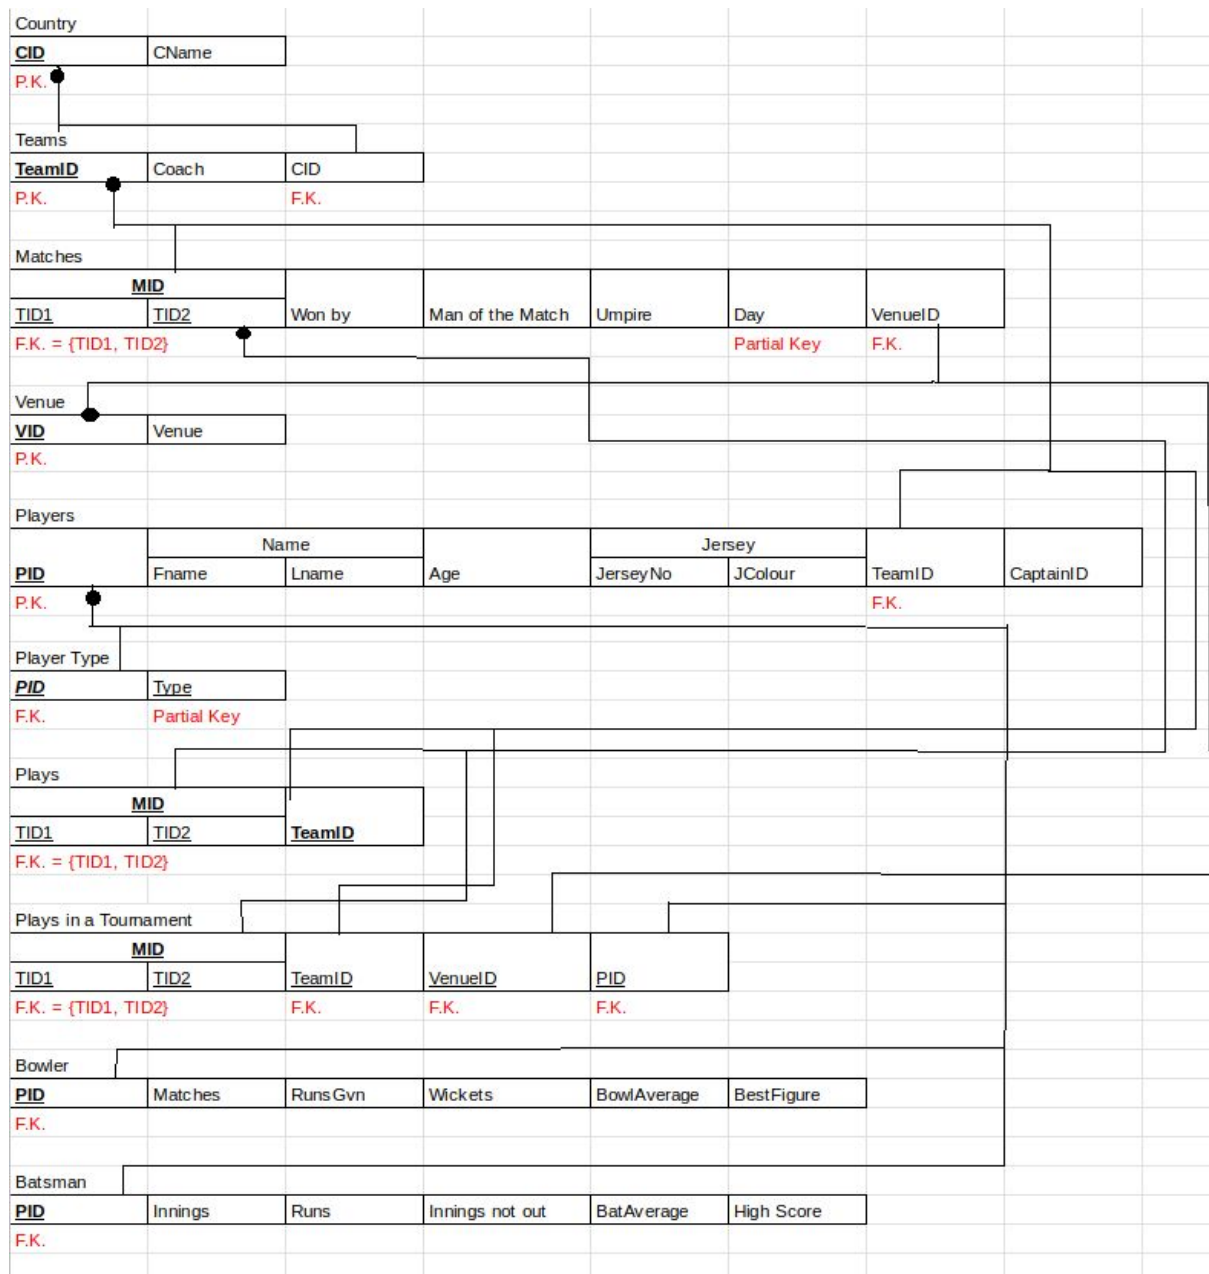 Country
CID CName
P.K.
Teams
TeamID Coach CID
P.K. F.K.
Matches
MID
TID1 TID2 Won by Man of the Match Umpire Day VenueID
F.K. = {TID1, TID2} Partial Key F.K.
Venue
VID Venue
P.K.
Players
Name Jersey
PID Fname Lname Age JerseyNo JColour TeamID CaptainID
P.K. F.K.
Player Type
PID Type
F.K. Partial Key
Plays
MID
TID1 TID2 TeamID
F.K. = {TID1, TID2}
Plays in a Tournament
MID
TID1 TID2 TeamID VenueID PID
F.K. = {TID1, TID2} F.K. F.K. F.K.
Bowler
PID Matches RunsGvn Wickets BowlAverage BestFigure
F.K.
Batsman
PID Innings Runs Innings not out BatAverage High Score
F.K.